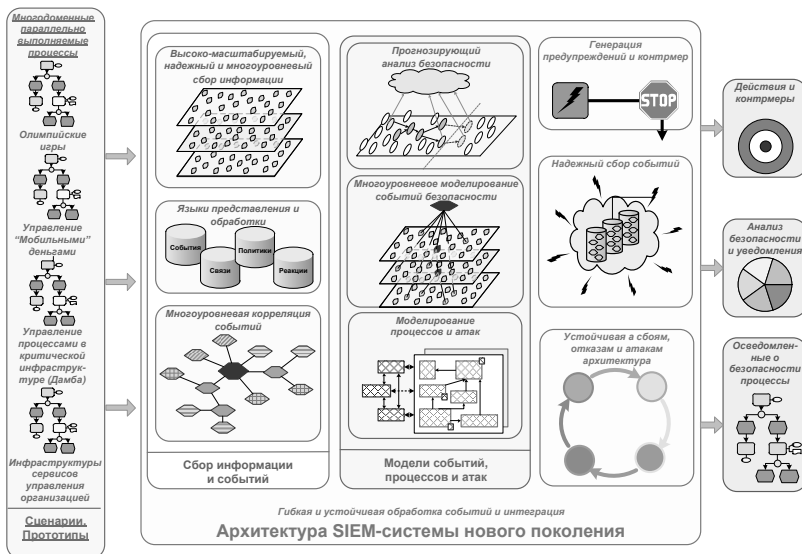 Многодоменные
параллельно
выполняемые
процессы
Олимпийские
игры
Управление
“Мобильными”
деньгами
Управление
процессами в
критической
инфраструк-
туре (Дамба)
Инфраструктуры
сервисов
управления
организацией
Сценарии.
Прототипы
Высоко-масштабируемый,
надежный и многоуровневый
сбор информации
Языки представления и
обработки
События
Связи
Политики
Реакции
Многоуровневая корреляция
событий
Сбор информации
и событий
Прогнозирующий
анализ безопасности
Многоуровневое моделирование
событий безопасности
Моделирование
процессов и атак
Модели событий,
процессов и атак
Генерация
предупреждений и контрмер
STOP
Надежный сбор событий
Устойчивая а сбоям,
отказам и атакам
архитектура
Гибкая и устойчивая обработка событий и интеграция
Архитектура SIEM-системы нового поколения
Действия и
контрмеры
Анализ
безопасности
и уведомления
Осведомлен-
ные о
безопасности
процессы